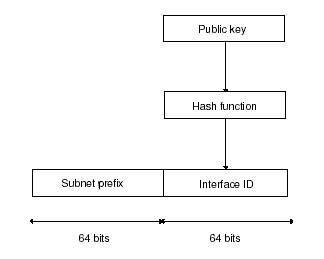 Public key
Hash function
Subnet prefix Interface ID
64 bits 64 bits